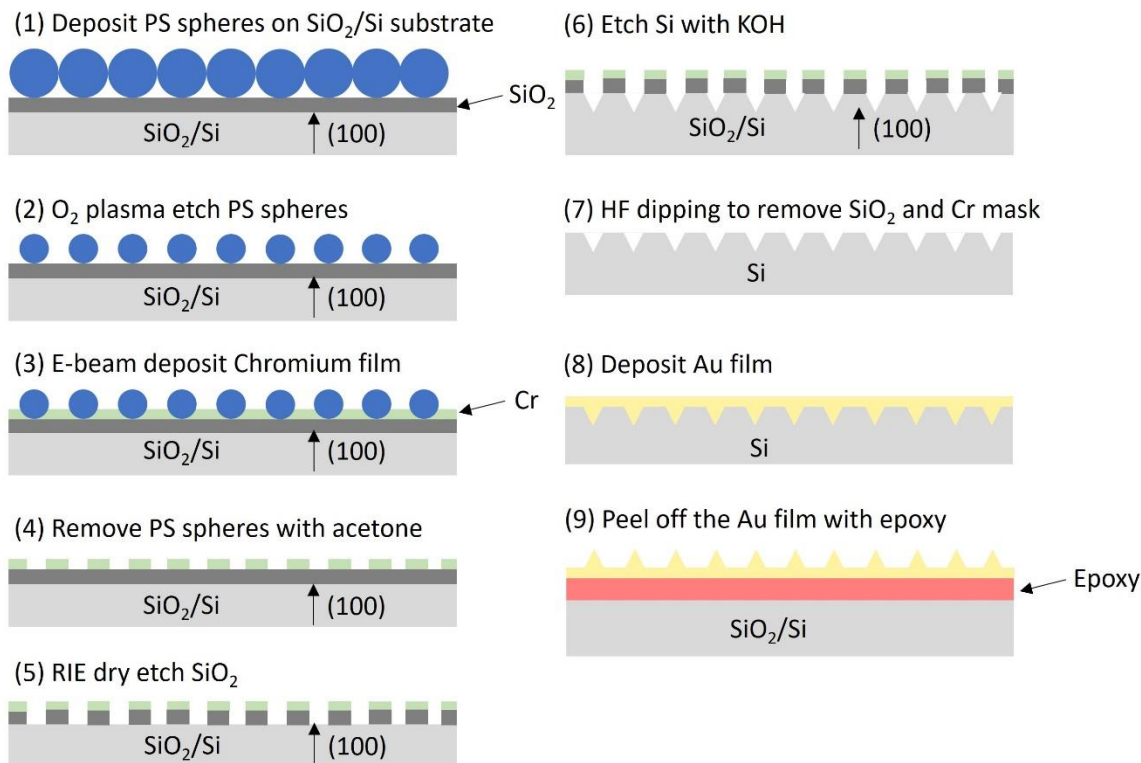 (1) Deposit PS spheres on SiO₂/Si substrate
SiO₂
SiO₂/Si
(100)
(2) O₂ plasma etch PS spheres
SiO₂/Si
(100)
(3) E-beam deposit Chromium film
Cr
SiO₂/Si
(100)
(4) Remove PS spheres with acetone
SiO₂/Si
(100)
(5) RIE dry etch SiO₂
SiO₂/Si
(100)
(6) Etch Si with KOH
SiO₂/Si
(100)
(7) HF dipping to remove SiO₂ and Cr mask
Si
(8) Deposit Au film
Si
(9) Peel off the Au film with epoxy
Epoxy
SiO₂/Si